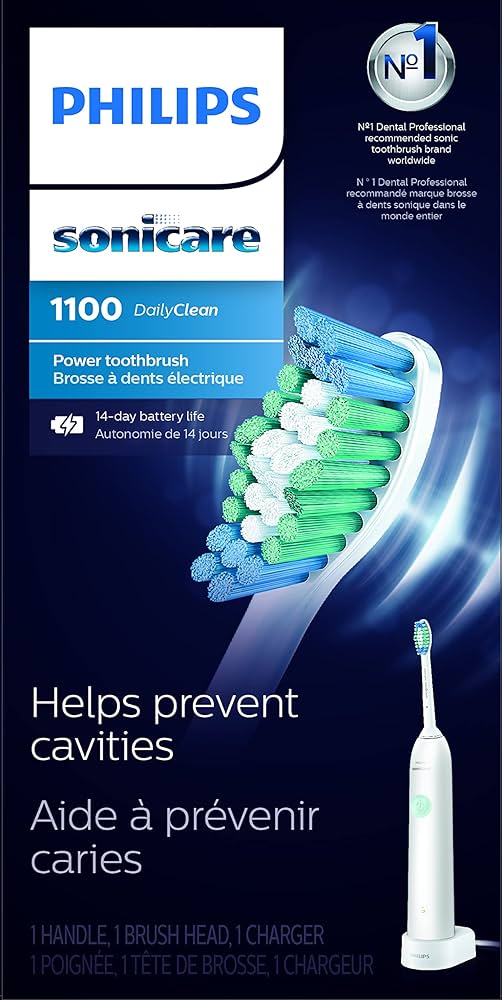 PHILIPS
sonicare
1100 DailyClean
Power toothbrush
Brosse à dents électrique
14-day battery life
Autonomie de 14 jours
Nº1
Nº1 Dental Professional
recommended sonic
toothbrush brand
worldwide
N° 1 Dental Professional
recommandé marque brosse
à dents sonique dans le
monde entier
Helps prevent
cavities
Aide à prévenir
caries
1 HANDLE, 1 BRUSH HEAD, 1 CHARGER
1 POIGNÉE, 1 TÊTE DE BROSSE, 1 CHARGEUR
PHILIPS